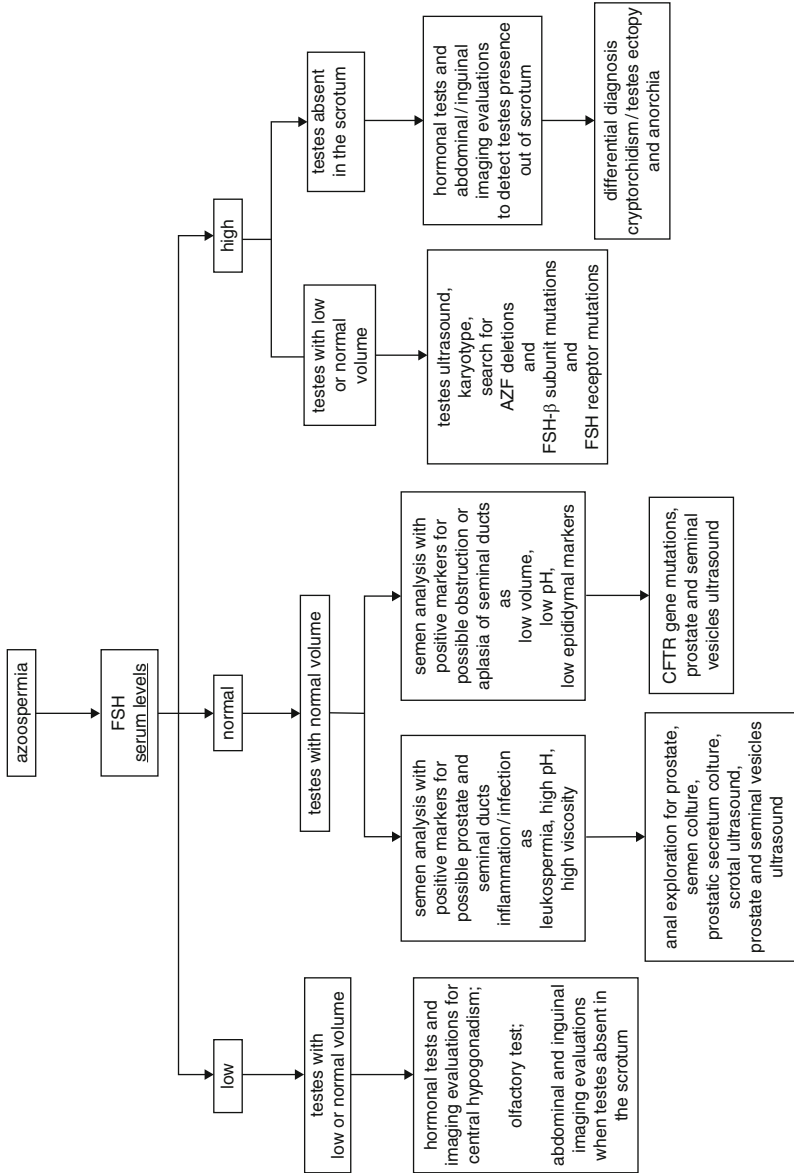 azoospermia
FSH
serum levels
low
normal
high
testes with
low or normal volume
testes with normal volume
testes with low
or normal
volume
testes absent
in the scrotum
hormonal tests and
imaging evaluations for
central hypogonadism;
olfactory test;
abdominal and inguinal
imaging evaluations
when testes absent in
the scrotum
semen analysis with
positive markers for
possible prostate and
seminal ducts
inflammation/infection
as
leukospermia, high pH,
high viscosity
semen analysis with
positive markers for
possible obstruction or
aplasia of seminal ducts
as
low volume,
low pH,
low epididymal markers
testes ultrasound,
karyotype,
search for
AZF deletions
and
FSH-β subunit mutations
and
FSH receptor mutations
hormonal tests and
abdominal/inguinal
imaging evaluations
to detect testes presence
out of scrotum
anal exploration for prostate,
semen colture,
prostatic secretum colture,
scrotal ultrasound,
prostate and seminal vesicles
ultrasound
CFTR gene mutations,
prostate and seminal
vesicles ultrasound
differential diagnosis
cryptorchidism/testes ectopy
and anorchia